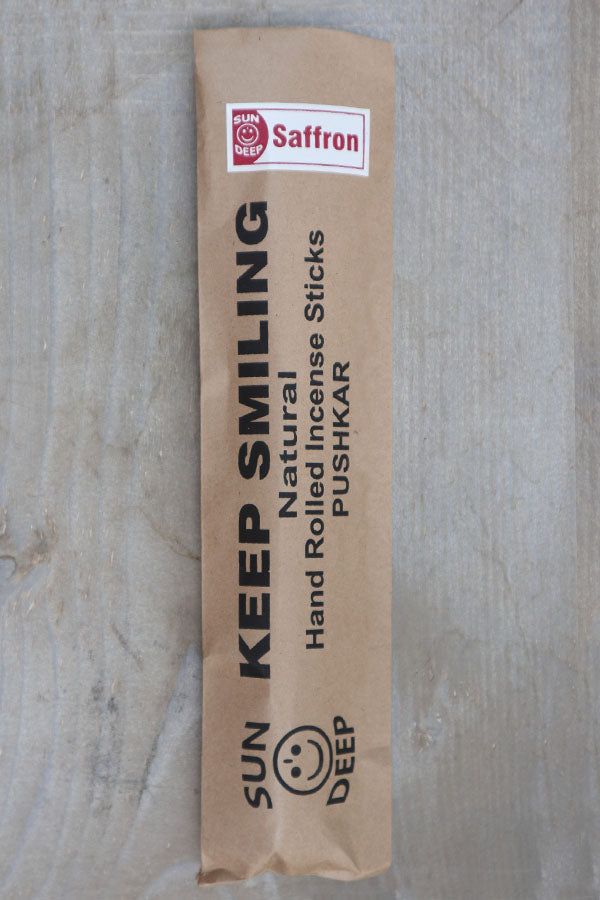 SUN
DEEP
Saffron
KEEP SMILING
Natural
Hand Rolled Incense Sticks
PUSHKAR
SUN
DEEP